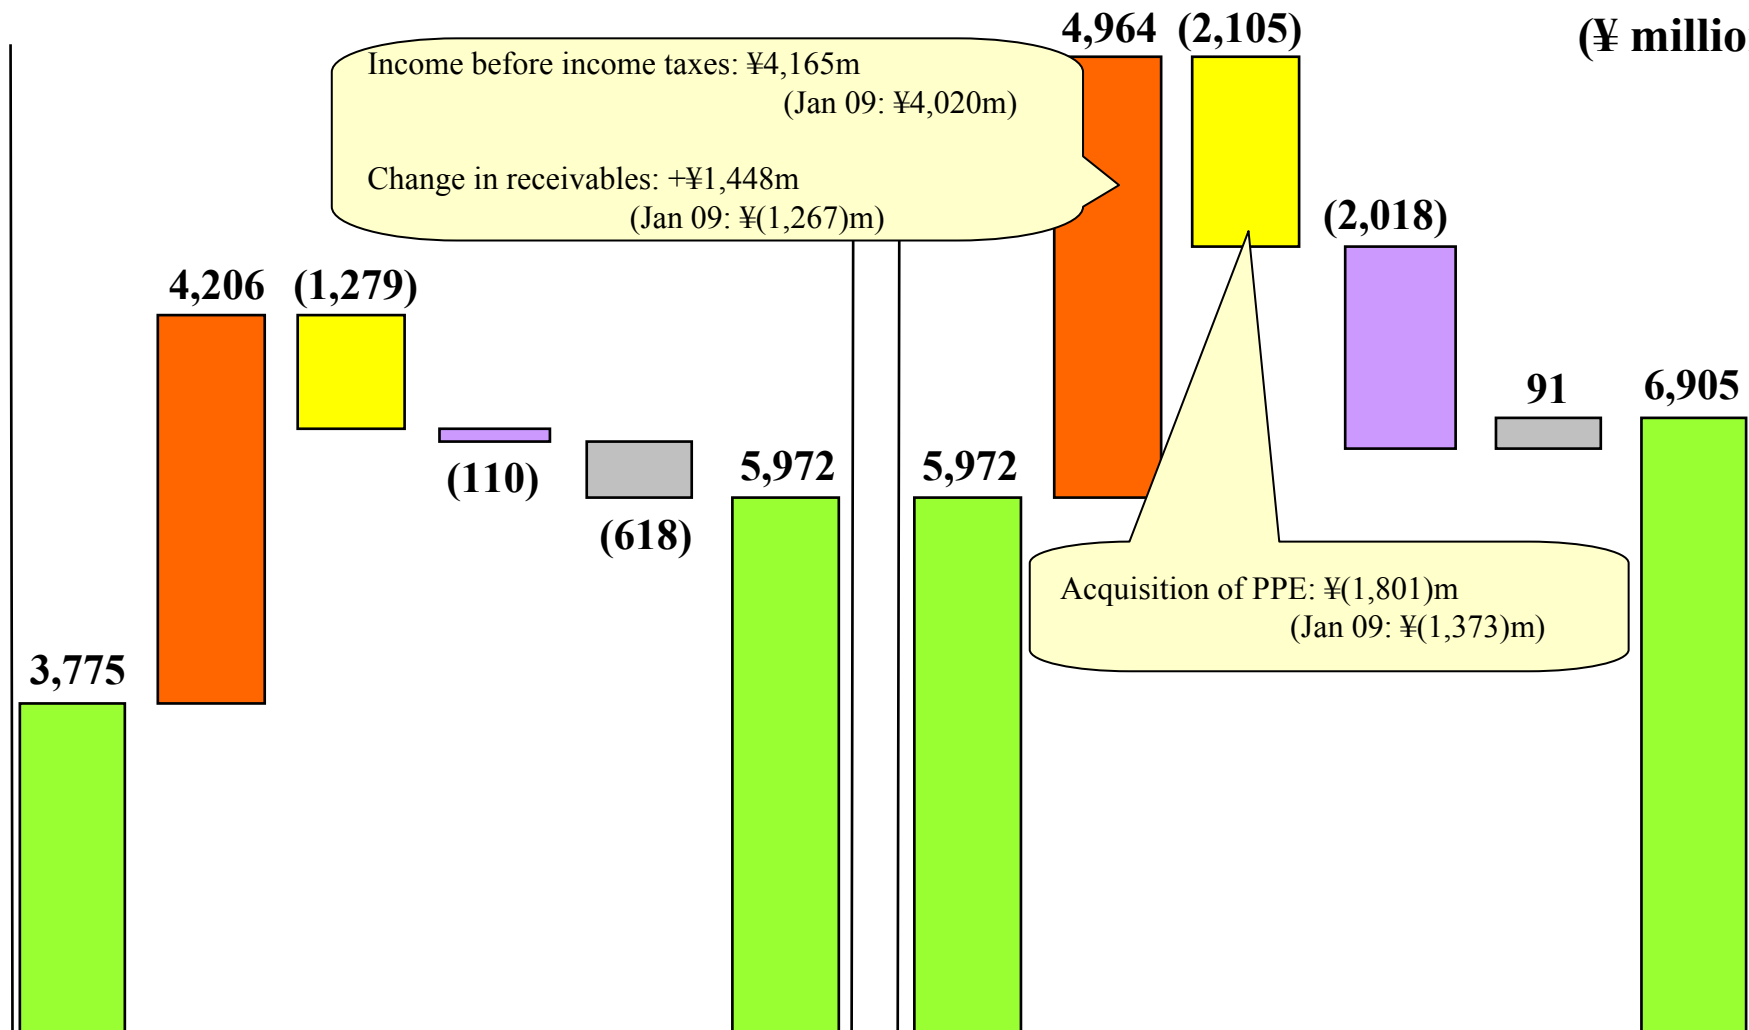 4,964 (2,105)
(¥ millio
Income before income taxes: ¥4,165m
(Jan 09: ¥4,020m)
Change in receivables: +¥1,448m
(Jan 09: ¥(1,267)m)
(2,018)
4,206 (1,279)
91
6,905
(110)
5,972
5,972
(618)
Acquisition of PPE: ¥(1,801)m
(Jan 09: ¥(1,373)m)
3,775